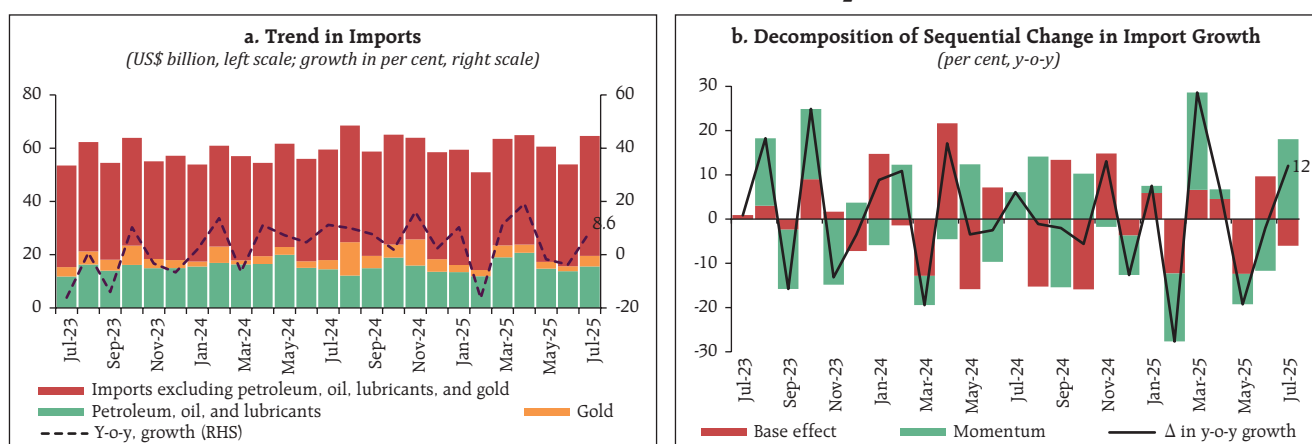 a. Trend in Imports
(US$ billion, left scale; growth in per cent, right scale)
80
60
40
20
0
60
40
20
0
-20
8.6
Jul-23
Sep-23
Nov-23
Jan-24
Mar-24
May-24
Jul-24
Sep-24
Nov-24
Jan-25
Mar-25
May-25
Jul-25
Imports excluding petroleum, oil, lubricants, and gold
Petroleum, oil, and lubricants
Gold
Y-o-y, growth (RHS)
b. Decomposition of Sequential Change in Import Growth
(per cent, y-o-y)
30
20
10
0
-10
-20
-30
12
Jul-23
Sep-23
Nov-23
Jan-24
Mar-24
May-24
Jul-24
Sep-24
Nov-24
Jan-25
Mar-25
May-25
Jul-25
Base effect
Momentum
Δ in y-o-y growth